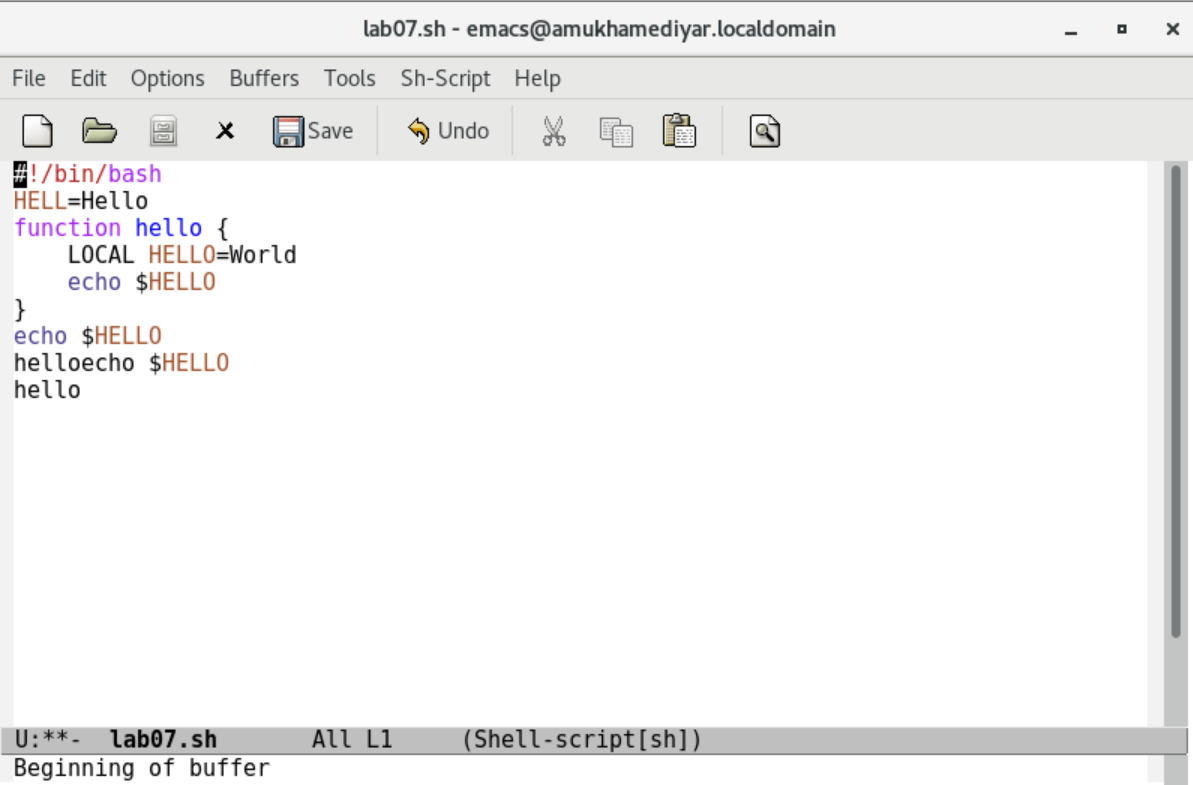 lab07.sh - emacs@amukhamediyar.localdomain
File Edit Options Buffers Tools Sh-Script Help
Save Undo
#!/bin/bash
HELL=Hello
function hello {
    LOCAL HELLO=World
    echo $HELLO
}
echo $HELLO
helloecho $HELLO
hello
U:**-  lab07.sh       All L1     (Shell-script[sh])
Beginning of buffer